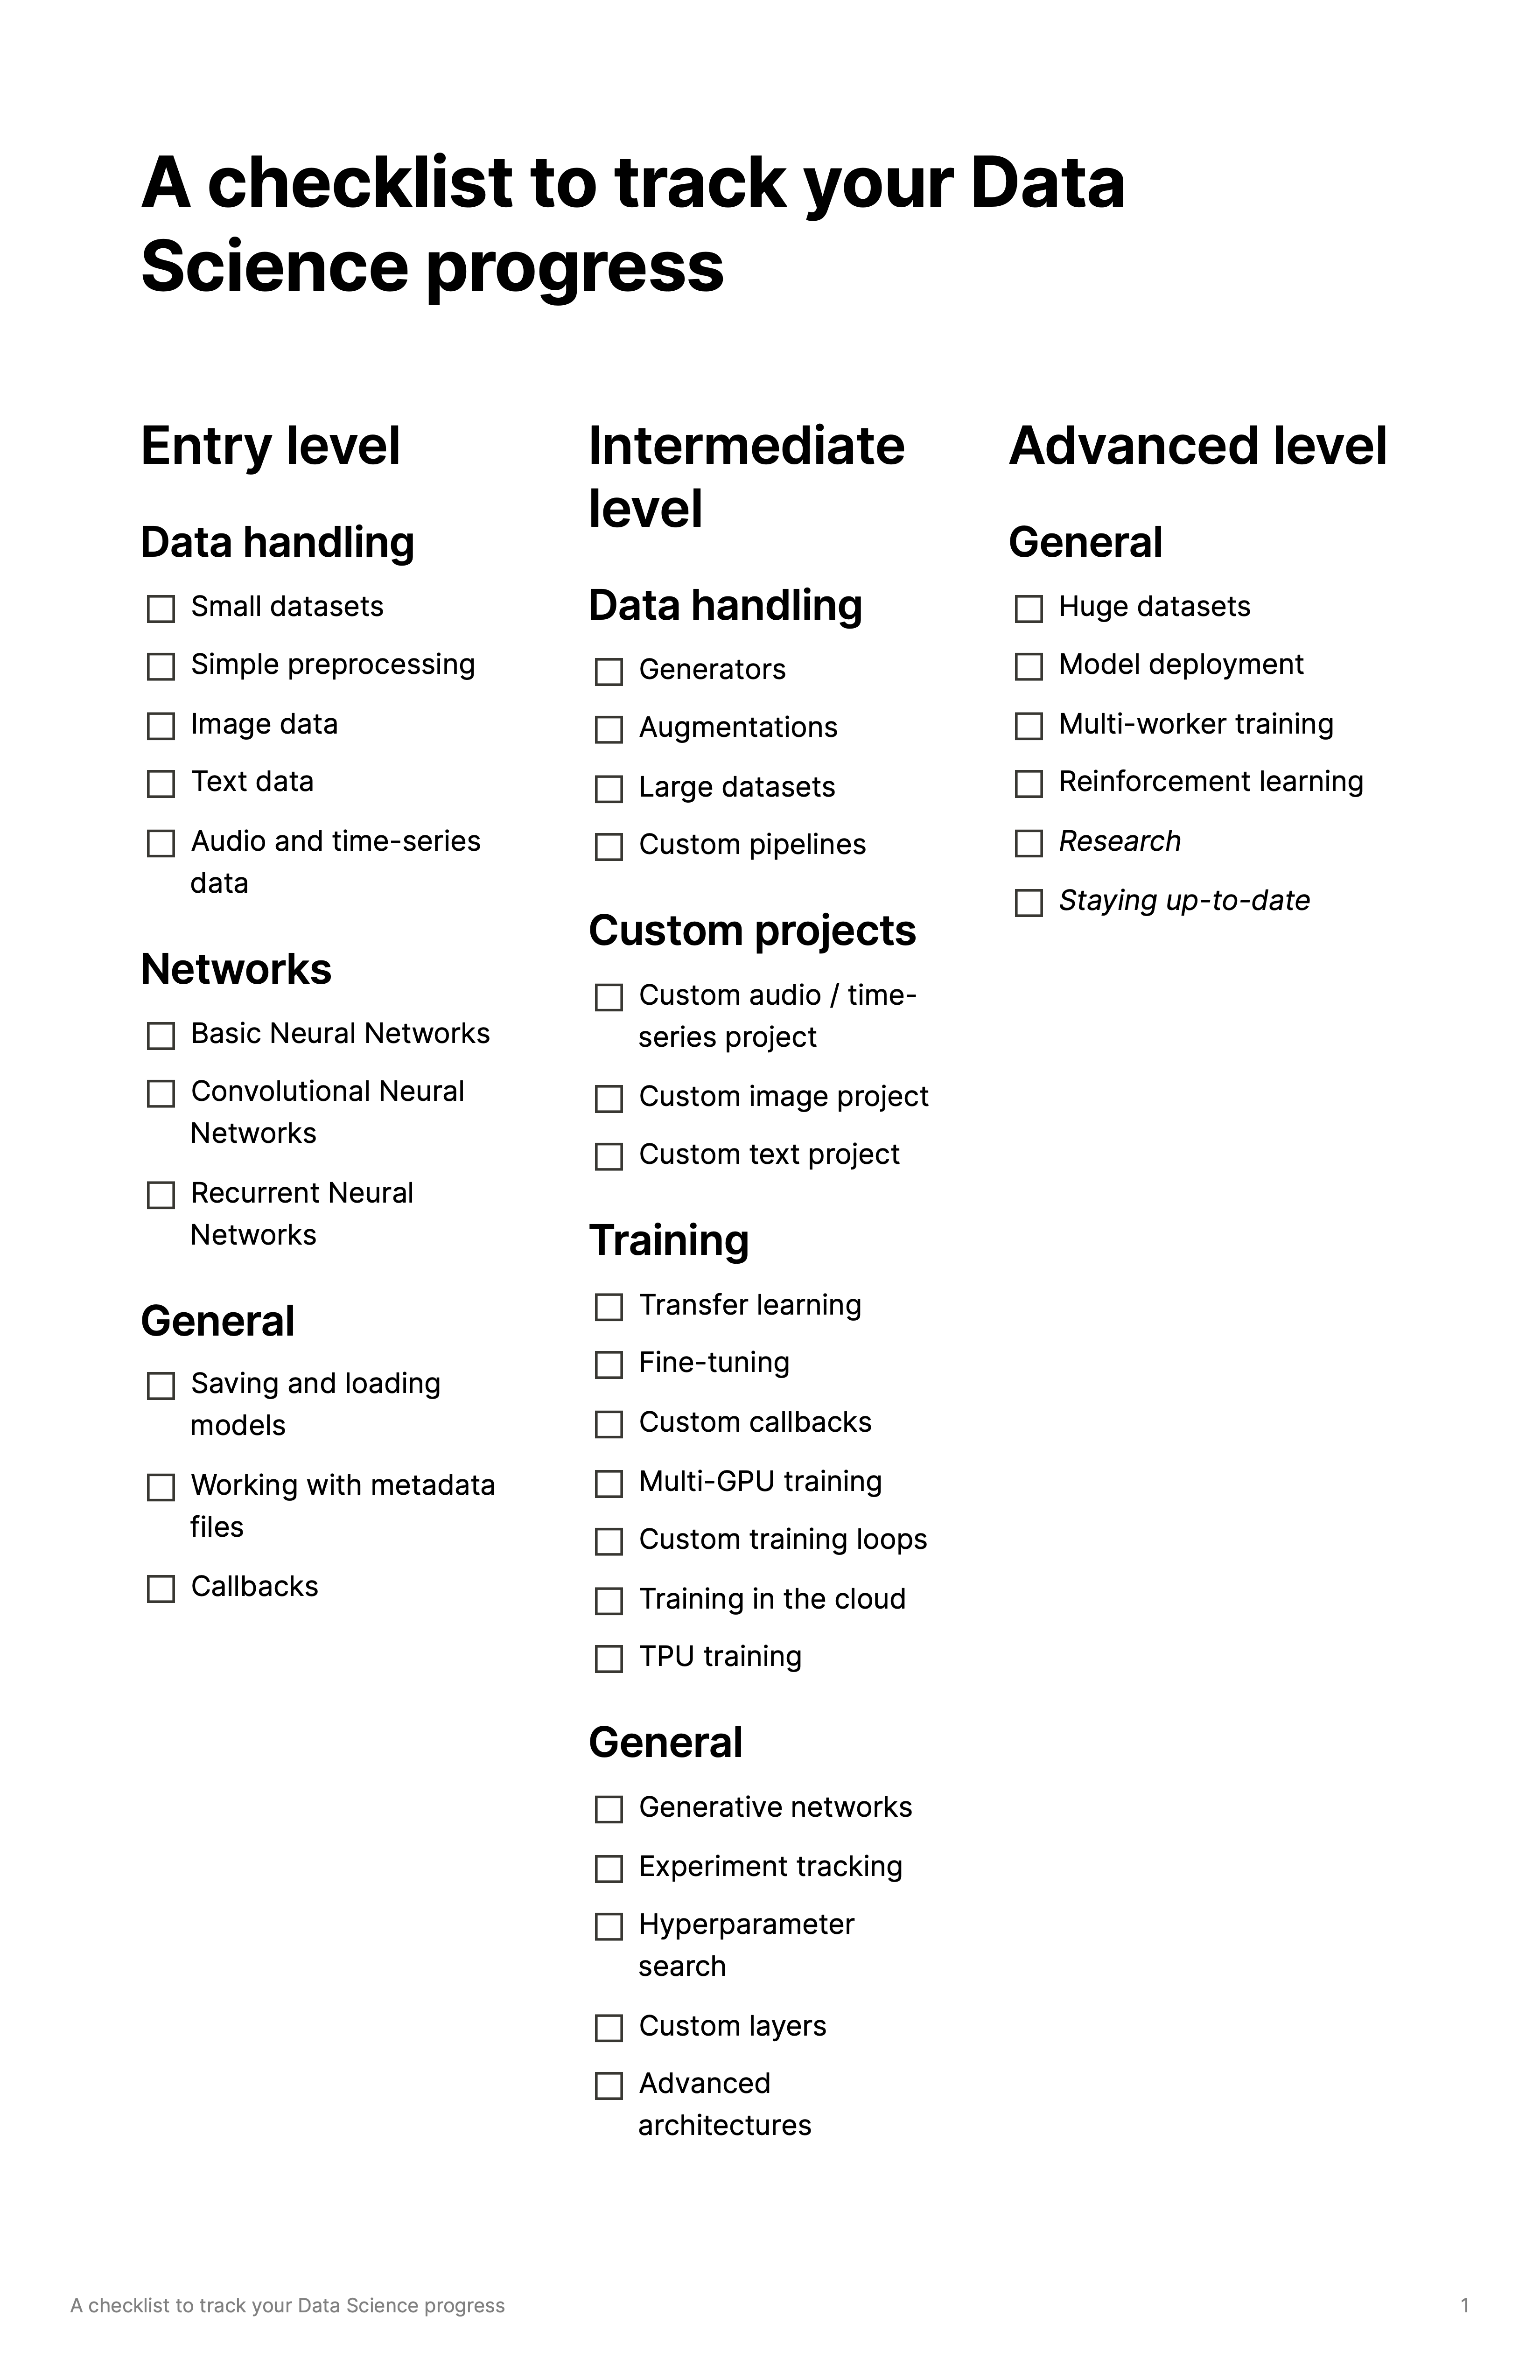 A checklist to track your Data
Science progress
Entry level
Data handling
Small datasets
Simple preprocessing
Image data
Text data
Audio and time-series
data
Networks
Basic Neural Networks
Convolutional Neural
Networks
Recurrent Neural
Networks
General
Saving and loading
models
Working with metadata
files
Callbacks
Intermediate
level
Data handling
Generators
Augmentations
Large datasets
Custom pipelines
Custom projects
Custom audio / time-
series project
Custom image project
Custom text project
Training
Transfer learning
Fine-tuning
Custom callbacks
Multi-GPU training
Custom training loops
Training in the cloud
TPU training
General
Generative networks
Experiment tracking
Hyperparameter
search
Custom layers
Advanced
architectures
Advanced level
General
Huge datasets
Model deployment
Multi-worker training
Reinforcement learning
Research
Staying up-to-date
A checklist to track your Data Science progress
1